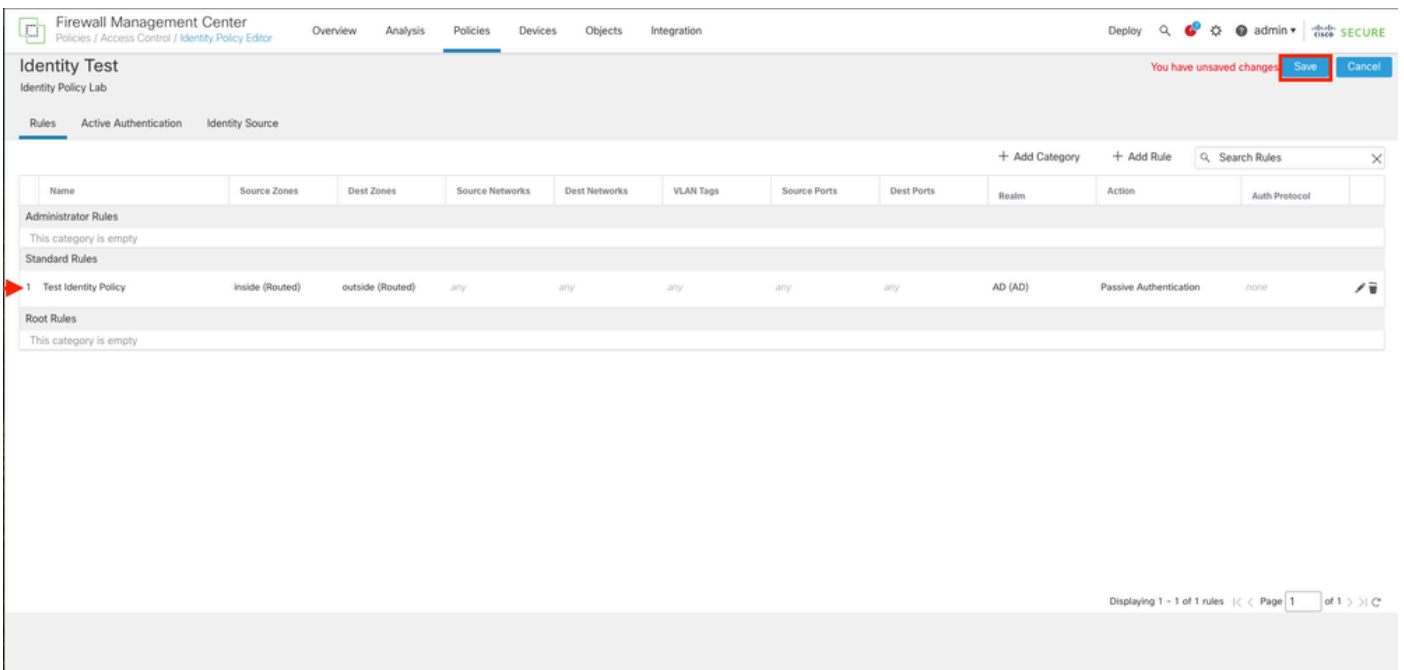 Firewall Management Center
Policies / Access Control / Identity Policy Editor
Overview Analysis Policies Devices Objects Integration
Deploy admin cisco SECURE
Identity Test
You have unsaved changes Save Cancel
Identity Policy Lab
Rules Active Authentication Identity Source
+ Add Category + Add Rule Search Rules
Name Source Zones Dest Zones Source Networks Dest Networks VLAN Tags Source Ports Dest Ports Realm Action Auth Protocol
Administrator Rules
This category is empty
Standard Rules
1 Test Identity Policy inside (Routed) outside (Routed) any any any any any AD (AD) Passive Authentication none
Root Rules
This category is empty
Displaying 1 - 1 of 1 rules |< < Page 1 of 1 > >| C